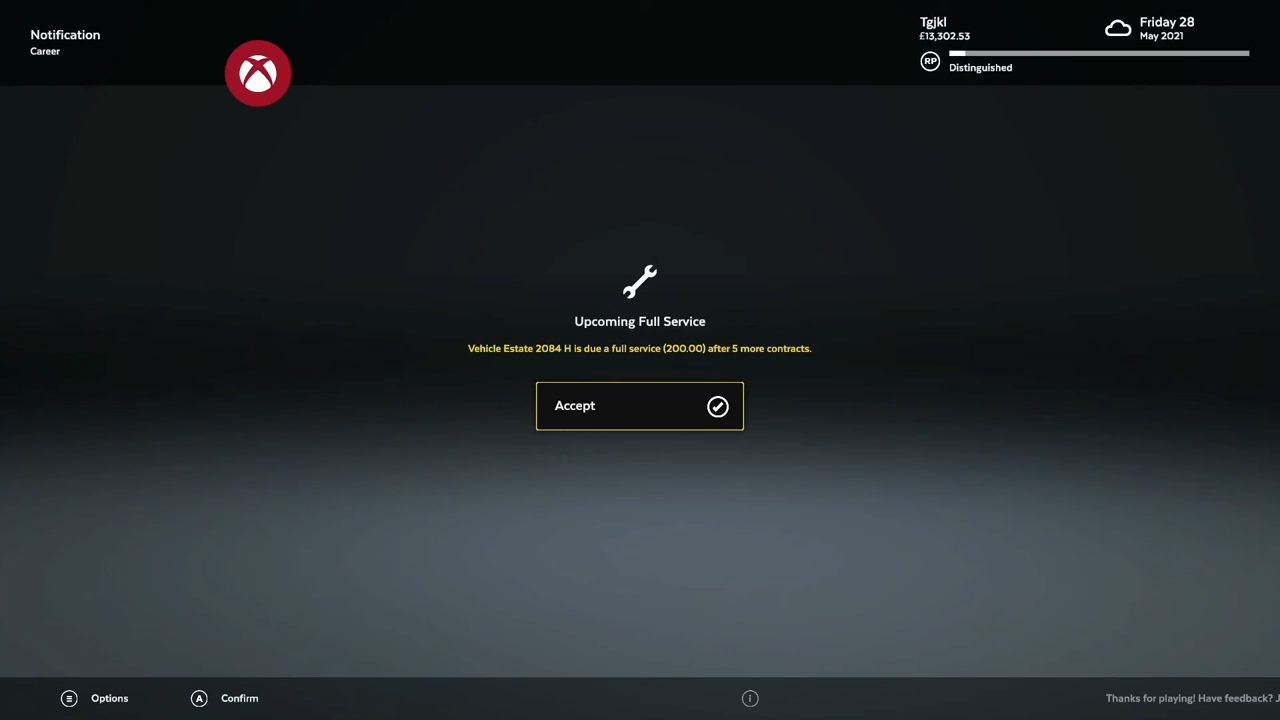 Notification
Career
Tgjkl
£13,302.53
RP
Distinguished
Friday 28
May 2021
Upcoming Full Service
Vehicle Estate 2084 H is due a full service (200.00) after 5 more contracts.
Accept
Options
A
Confirm
i
Thanks for playing! Have feedback? J